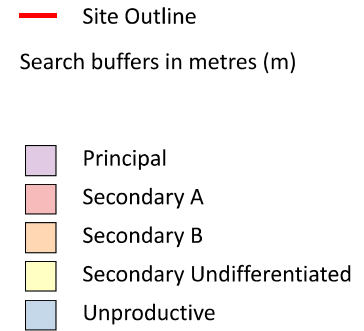 Site Outline
Search buffers in metres (m)
Principal
Secondary A
Secondary B
Secondary Undifferentiated
Unproductive